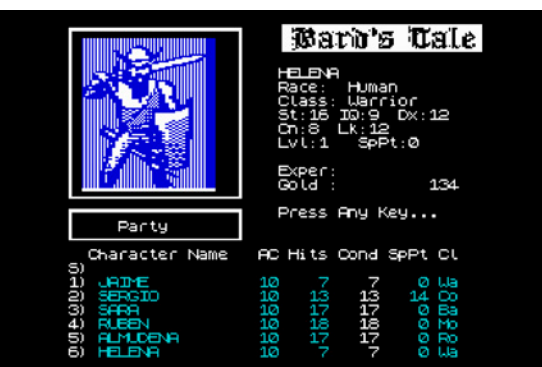 Bard's Tale
HELENA
Race: Human
Class: Warrior
St:16 IQ:9 Dx:12
Cn:8 Lk:12
Lvl:1 SpPt:0
Exper:
Gold : 134
Press Any Key...
Party
Character Name AC Hits Cond SpPt Cl
S)
1) JAIME 10 7 7 0 Wa
2) SERGIO 10 13 13 14 Co
3) SARA 10 17 17 0 Ba
4) RUBEN 10 18 18 0 Mo
5) ALMUDENA 10 17 17 0 Ro
6) HELENA 10 7 7 0 Wa